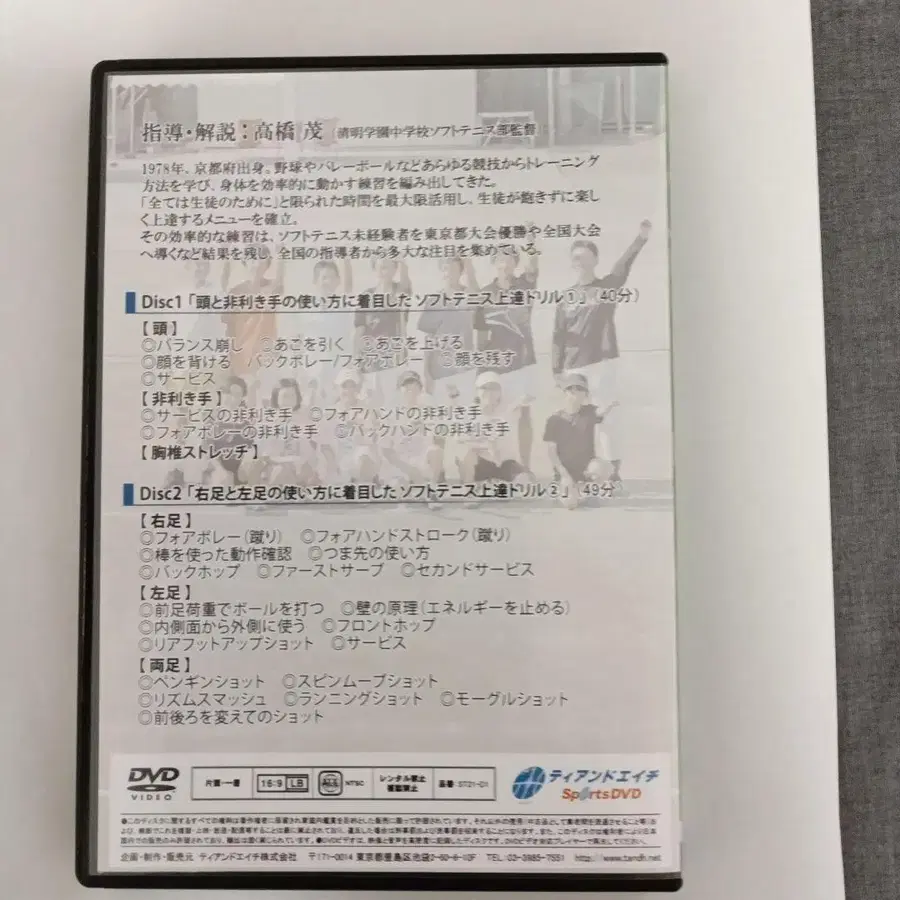 指導・解説：高橋 茂 （清明学園中学校ソフトテニス部監督）
1978年、京都府出身。野球やバレーボールなどあらゆる競技からトレーニング
方法を学び、身体を効率的に動かす練習を編み出してきた。
「全ては生徒のために」と限られた時間を最大限活用し、生徒が飽きずに楽し
く上達するメニューを確立。
その効率的な練習は、ソフトテニス未経験者を東京都大会優勝や全国大会
へ導くなど結果を残し、全国の指導者から多大な注目を集めている。
Disc1「頭と非利き手の使い方に着目した ソフトテニス上達ドリル①」（40分）
【 頭 】
◎バランス崩し ◎あごを引く ◎あごを上げる
◎顔を背ける バックボレー/フォアボレー ◎顔を残す
◎サービス
【 非利き手 】
◎サービスの非利き手 ◎フォアハンドの非利き手
◎フォアボレーの非利き手 ◎バックハンドの非利き手
【 胸椎ストレッチ 】
Disc2「右足と左足の使い方に着目した ソフトテニス上達ドリル②」（49分
【 右足 】
◎フォアボレー（蹴り） ◎フォアハンドストローク（蹴り）
◎棒を使った動作確認 ◎つま先の使い方
◎バックホップ ◎ファーストサーブ ◎セカンドサービス
【 左足 】
◎前足荷重でボールを打つ ◎壁の原理（エネルギーを止める）
◎内側面から外側に使う ◎フロントホップ
◎リアフットアップショット ◎サービス
【 両足 】
◎ペンギンショット ◎スピンムーブショット
◎リズムスマッシュ ◎ランニングショット ◎モーグルショット
◎前後ろを変えてのショット
DVD VIDEO 片面・一層 16:9 LB ALL NTSC レンタル禁止 複製禁止 品番:ST21-D1 ティアンドエイチ SportsDVD
企画・制作・販売元 ティアンドエイチ株式会社 〒171-0014 東京都豊島区池袋2-60-6-10F TEL:03-3985-7551 http://www.tandh.net